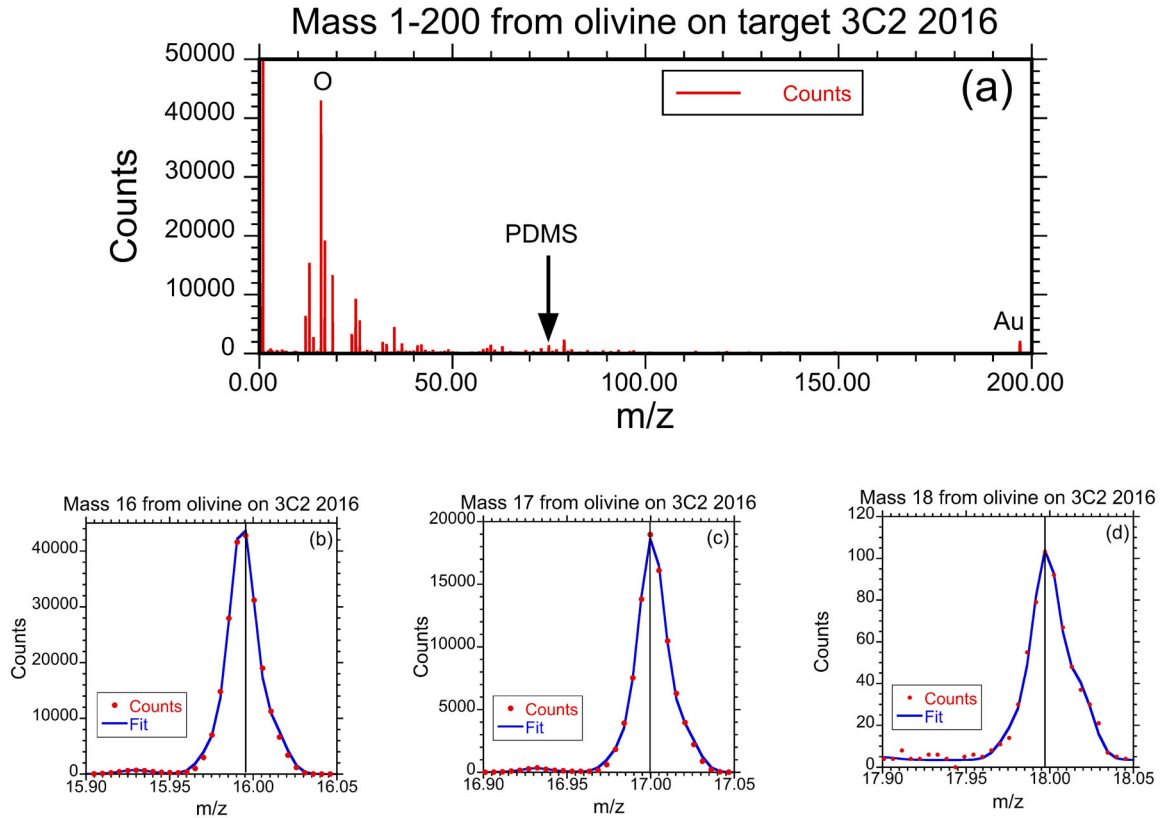 Mass 1-200 from olivine on target 3C2 2016
50000
40000
30000
20000
10000
0
Counts
O
Counts
(a)
PDMS
Au
0.00
50.00
100.00
150.00
200.00
m/z
Mass 16 from olivine on 3C2 2016
40000
30000
20000
10000
0
Counts
(b)
Counts
Fit
15.90
15.95
16.00
16.05
m/z
Mass 17 from olivine on 3C2 2016
20000
15000
10000
5000
0
Counts
(c)
Counts
Fit
16.90
16.95
17.00
17.05
m/z
Mass 18 from olivine on 3C2 2016
120
100
80
60
40
20
0
Counts
(d)
Counts
Fit
17.90
17.95
18.00
18.05
m/z